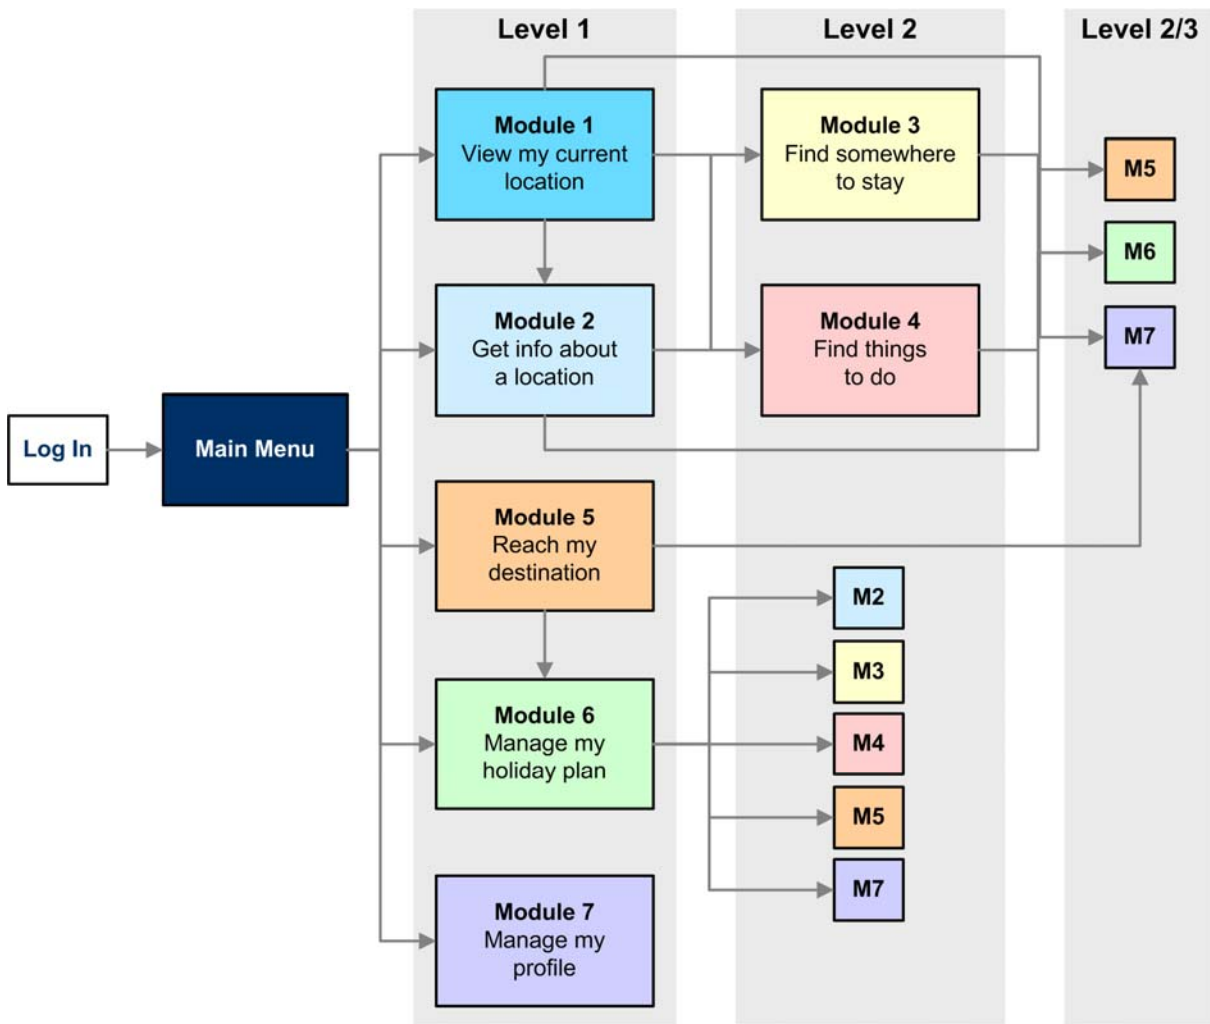 Level 1
Level 2
Level 2/3
Module 1
View my current
location
Module 3
Find somewhere
to stay
M5
M6
Module 2
Get info about
a location
Module 4
Find things
to do
M7
Log In
Main Menu
Module 5
Reach my
destination
M2
M3
Module 6
Manage my
holiday plan
M4
M5
M7
Module 7
Manage my
profile